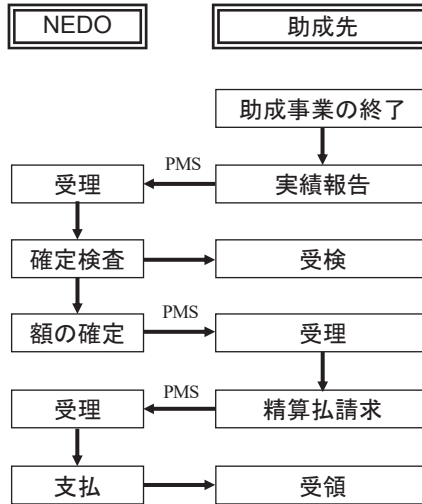 NEDO
助成先
助成事業の終了
PMS
受理
実績報告
確定検査
受検
PMS
額の確定
受理
PMS
受理
精算払請求
支払
受領